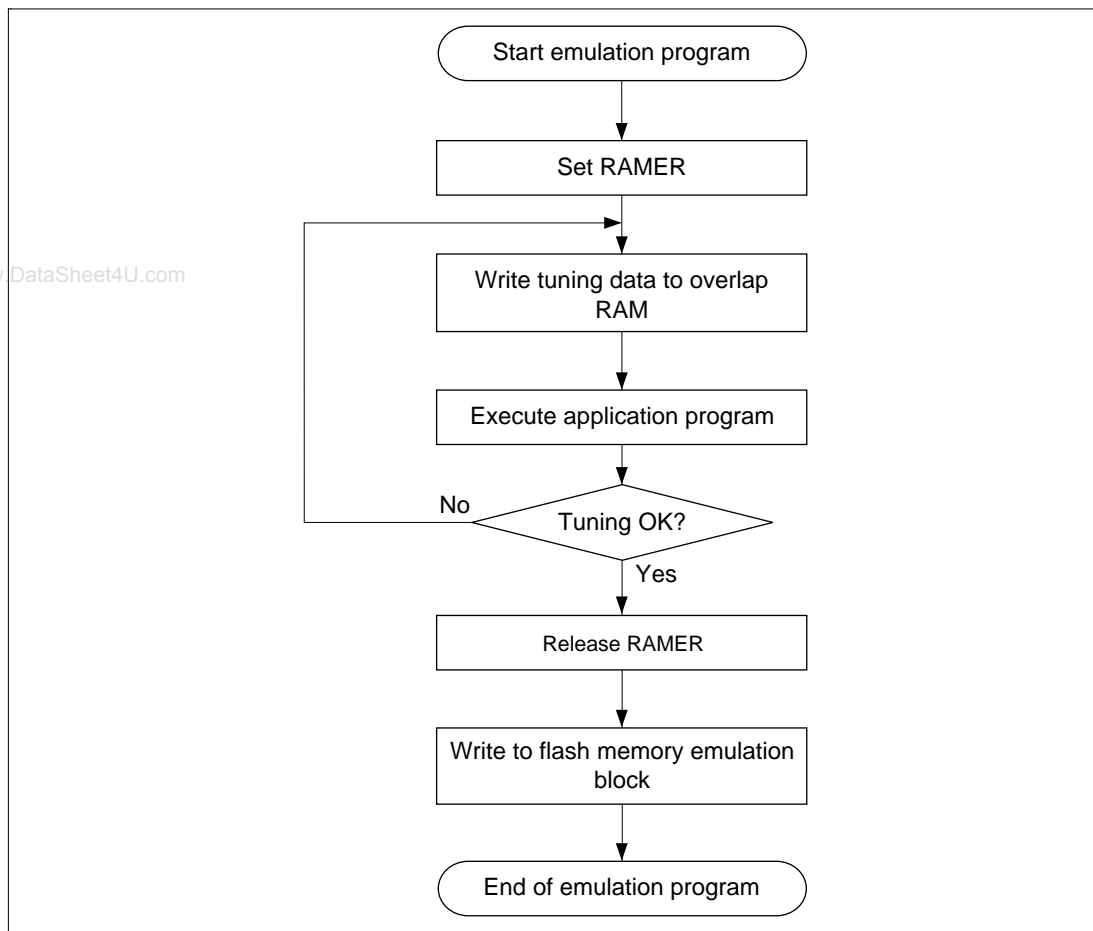 Start emulation program
Set RAMER
.DataSheet4U.com
Write tuning data to overlap
RAM
Execute application program
No
Tuning OK?
Yes
Release RAMER
Write to flash memory emulation
block
End of emulation program